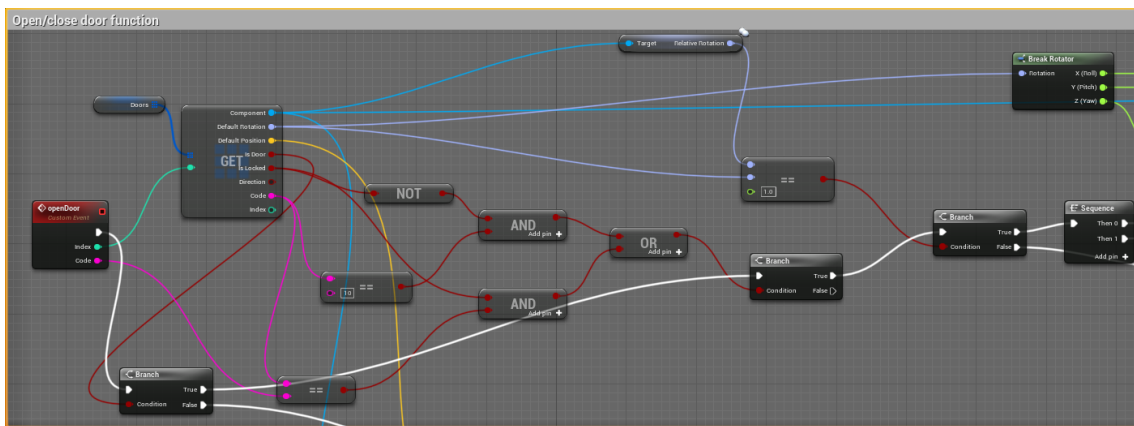 Open/close door function
Target Relative Rotation
Break Rotator
Rotation X (Roll)
Y (Pitch)
Z (Yaw)
Doors
GET
Component
Default Rotation
Default Position
Is Door
Is Locked
Direction
Code
Index
openDoor
Custom Event
Index
Code
NOT
AND
Add pin +
OR
Add pin +
AND
Add pin +
10
==
==
1.0
==
Branch
Condition True
False
Branch
Condition True
False
Branch
Condition True
False
Sequence
Then 0
Then 1
Add pin +